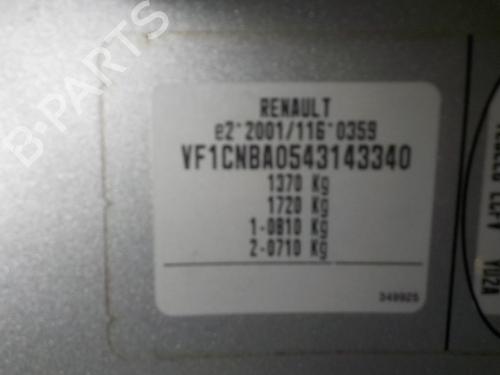 B-PARTS
RENAULT
e2*2001/116*0359
VF1CNBA0543143340
1370 Kg
1720 Kg
1-0810 Kg
2-0710 Kg
349925